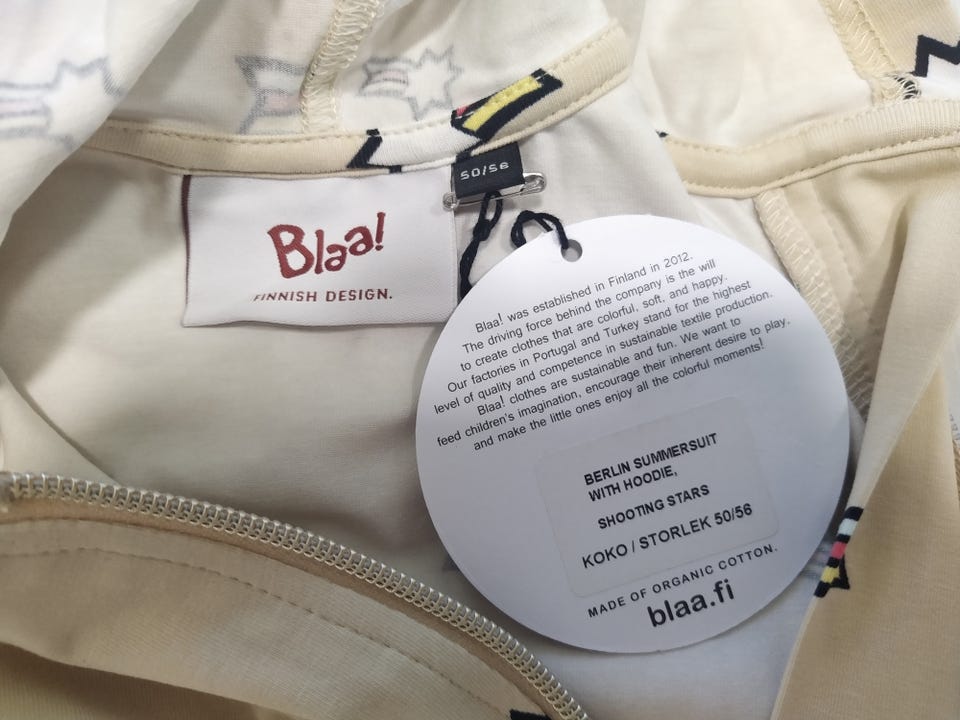 50/56
Blaa!
FINNISH DESIGN.
Blaa! was established in Finland in 2012.
The driving force behind the company is the will
to create clothes that are colorful, soft, and happy.
Our factories in Portugal and Turkey stand for the highest
level of quality and competence in sustainable textile production.
Blaa! clothes are sustainable and fun. We want to
feed children's imagination, encourage their inherent desire to play,
and make the little ones enjoy all the colorful moments!
BERLIN SUMMERSUIT
WITH HOODIE,
SHOOTING STARS
KOKO / STORLEK 50/56
MADE OF ORGANIC COTTON.
blaa.fi